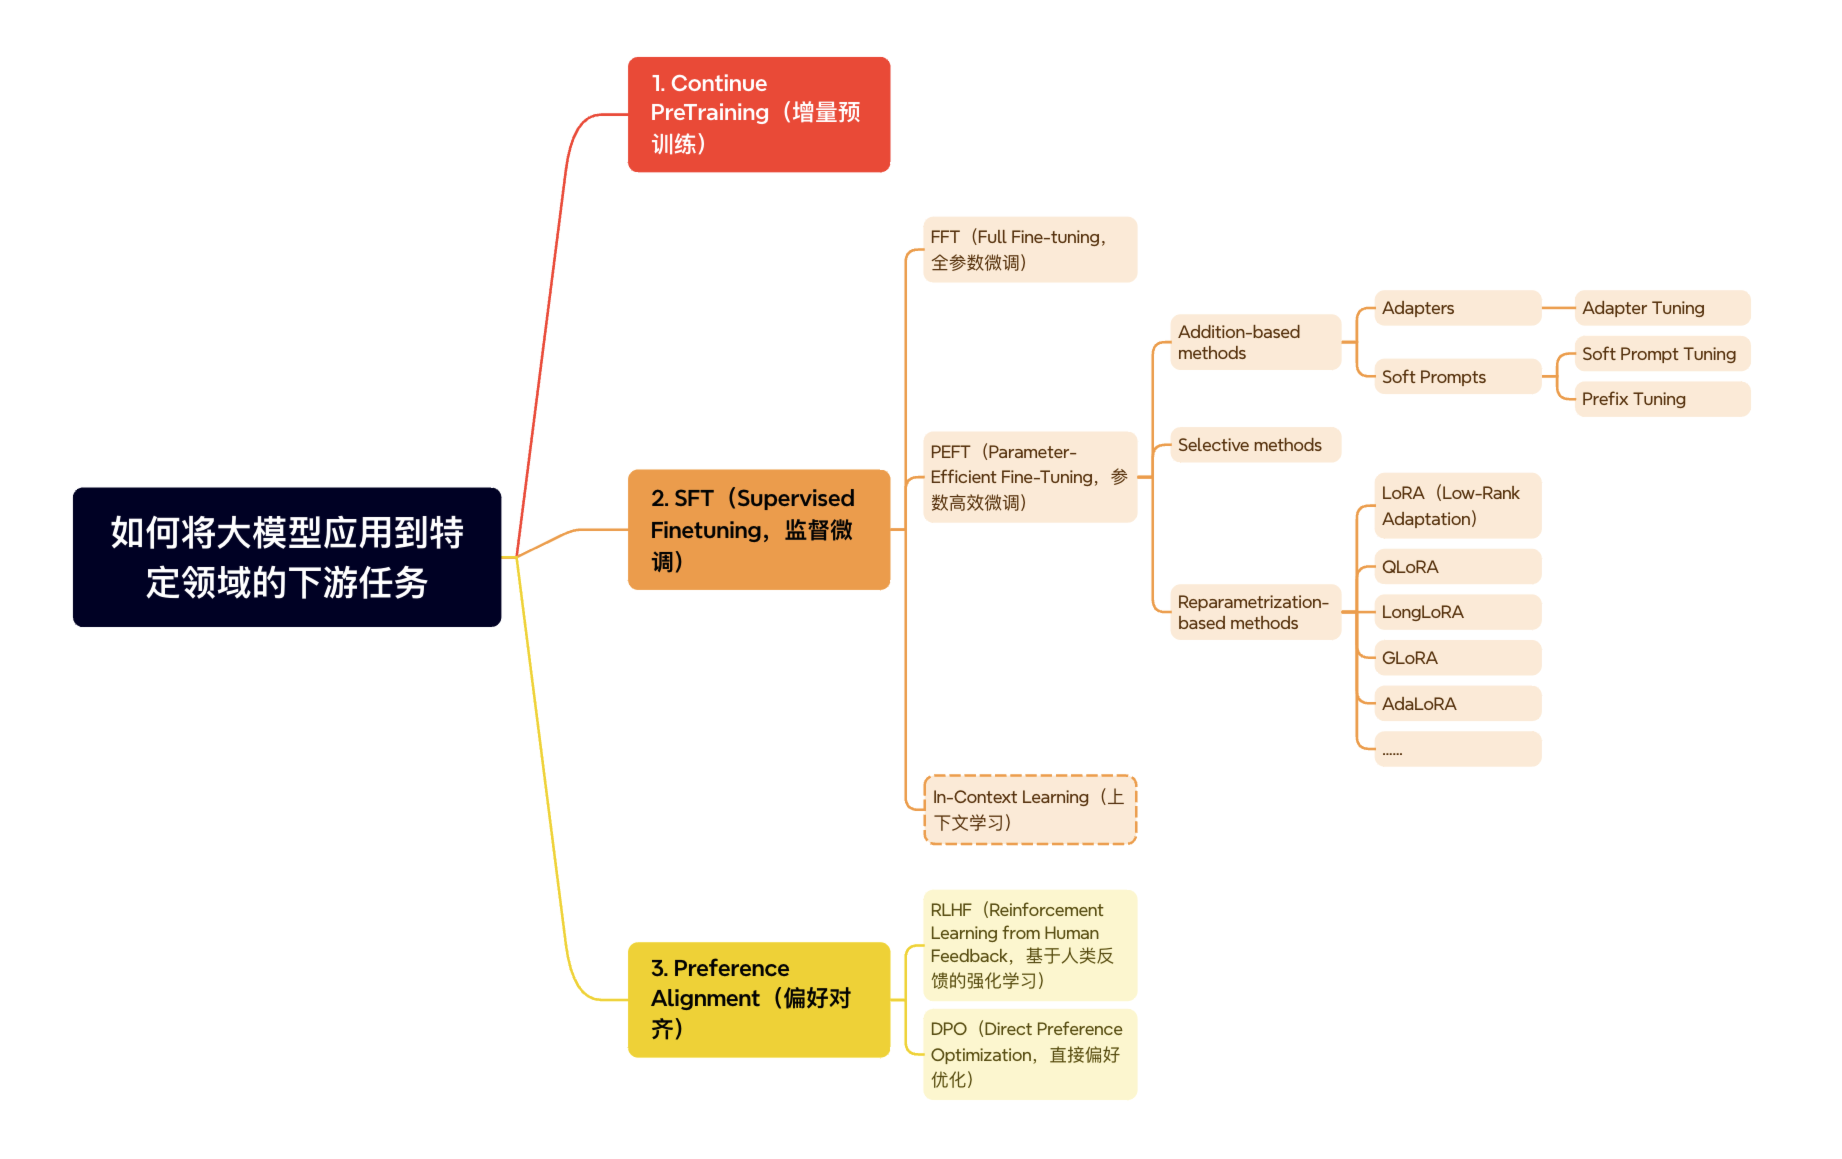 如何将大模型应用到特
定领域的下游任务
1. Continue
PreTraining（增量预
训练）
2. SFT（Supervised
Finetuning，监督微
调）
FFT（Full Fine-tuning，
全参数微调）
PEFT（Parameter-
Efficient Fine-Tuning，参
数高效微调）
Addition-based
methods
Adapters
Adapter Tuning
Soft Prompts
Soft Prompt Tuning
Prefix Tuning
Selective methods
Reparametrization-
based methods
LoRA（Low-Rank
Adaptation）
QLoRA
LongLoRA
GLoRA
AdaLoRA
……
In-Context Learning（上
下文学习）
3. Preference
Alignment（偏好对
齐）
RLHF（Reinforcement
Learning from Human
Feedback，基于人类反
馈的强化学习）
DPO（Direct Preference
Optimization，直接偏好
优化）